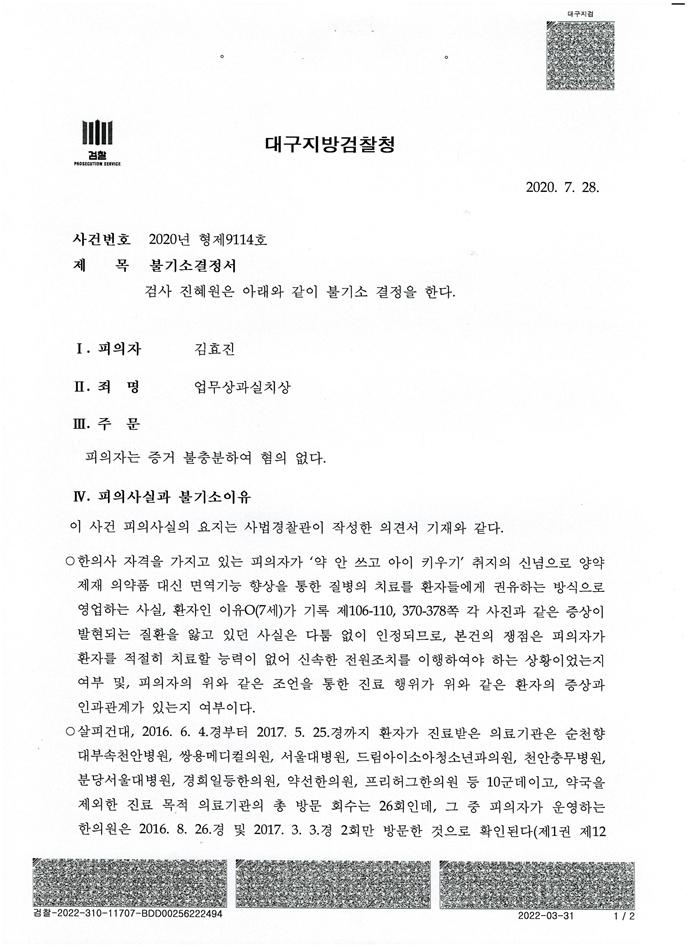 대구지검
검찰
PROSECUTION SERVICE
대구지방검찰청
2020. 7. 28.
사건번호 2020년 형제9114호
제 목 불기소결정서
검사 진혜원은 아래와 같이 불기소 결정을 한다.
Ⅰ. 피의자 김효진
Ⅱ. 죄 명 업무상과실치상
Ⅲ. 주 문
피의자는 증거 불충분하여 혐의 없다.
Ⅳ. 피의사실과 불기소이유
이 사건 피의사실의 요지는 사법경찰관이 작성한 의견서 기재와 같다.
○한의사 자격을 가지고 있는 피의자가 '약 안 쓰고 아이 키우기' 취지의 신념으로 양약
제재 의약품 대신 면역기능 향상을 통한 질병의 치료를 환자들에게 권유하는 방식으로
영업하는 사실, 환자인 이유O(7세)가 기록 제106-110, 370-378쪽 각 사진과 같은 증상이
발현되는 질환을 앓고 있던 사실은 다툼 없이 인정되므로, 본건의 쟁점은 피의자가
환자를 적절히 치료할 능력이 없어 신속한 전원조치를 이행하여야 하는 상황이었는지
여부 및, 피의자의 위와 같은 조언을 통한 진료 행위가 위와 같은 환자의 증상과
인과관계가 있는지 여부이다.
○살피건대, 2016. 6. 4.경부터 2017. 5. 25.경까지 환자가 진료받은 의료기관은 순천향
대부속천안병원, 쌍용메디컬의원, 서울대병원, 드림아이소아청소년과의원, 천안충무병원,
분당서울대병원, 경희일등한의원, 약선한의원, 프리허그한의원 등 10군데이고, 약국을
제외한 진료 목적 의료기관의 총 방문 회수는 26회인데, 그 중 피의자가 운영하는
한의원은 2016. 8. 26.경 및 2017. 3. 3.경 2회만 방문한 것으로 확인된다(제1권 제12
검찰-2022-310-11707-BDD00256222494
2022-03-31
1 / 2